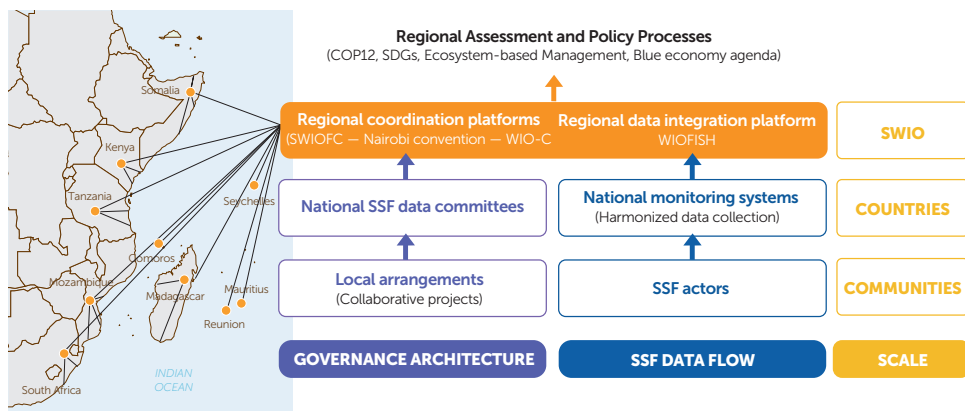 Regional Assessment and Policy Processes
(COP12, SDGs, Ecosystem-based Management, Blue economy agenda)
Somalia
Kenya
Tanzania
Seychelles
Comoros
Mozambique
Madagascar
Mauritius
Reunion
South Africa
INDIAN
OCEAN
Regional coordination platforms
(SWIOFC — Nairobi convention — WIO-C
Regional data integration platform
WIOFISH
SWIO
National SSF data committees
National monitoring systems
(Harmonized data collection)
COUNTRIES
Local arrangements
(Collaborative projects)
SSF actors
COMMUNITIES
GOVERNANCE ARCHITECTURE
SSF DATA FLOW
SCALE